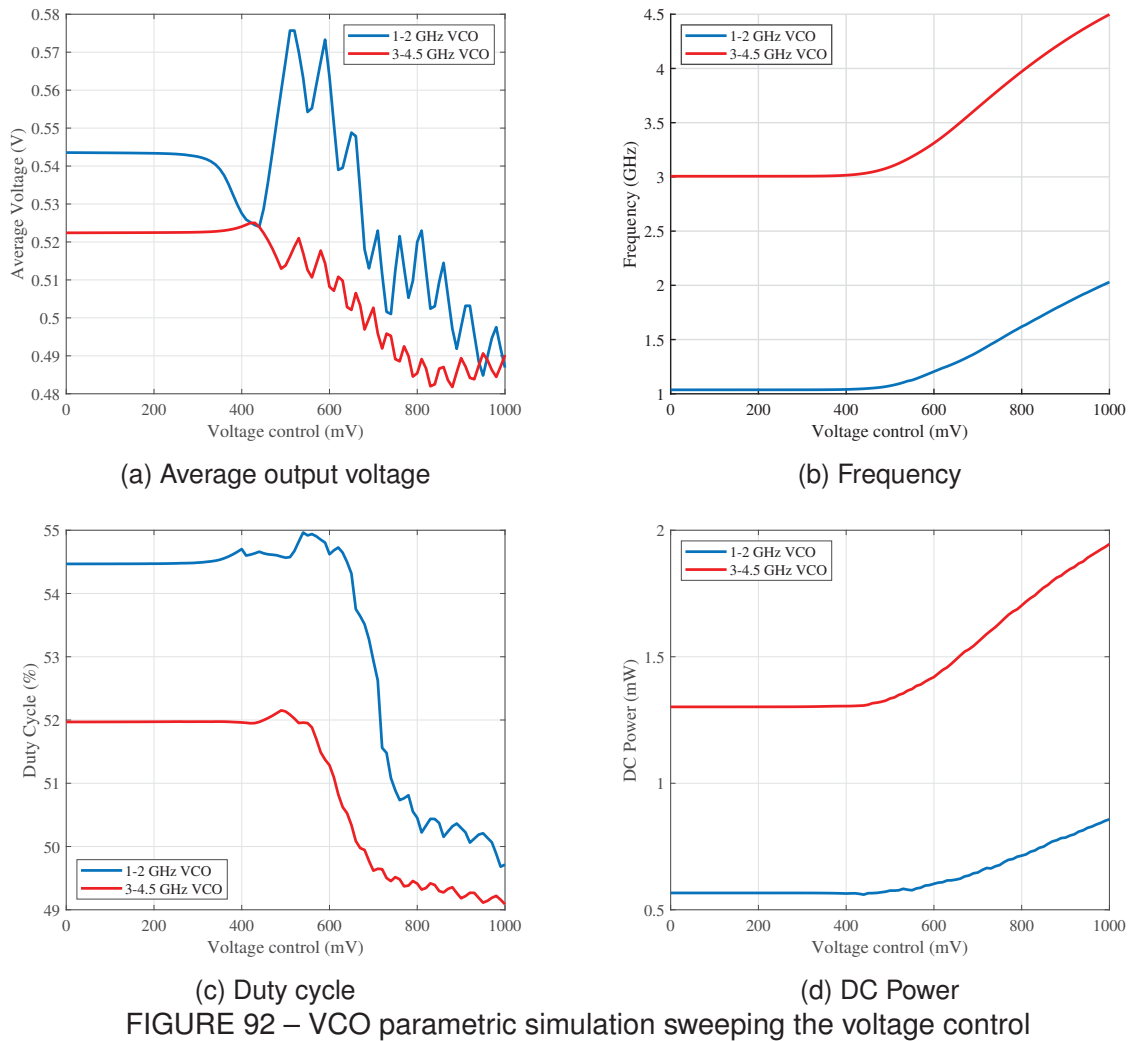 0.58
0.57
0.56
0.55
0.54
0.53
0.52
0.51
0.5
0.49
0.48
Average Voltage (V)
1-2 GHz VCO
3-4.5 GHz VCO
0 200 400 600 800 1000
Voltage control (mV)
(a) Average output voltage
4.5
4
3.5
3
2.5
2
1.5
1
Frequency (GHz)
1-2 GHz VCO
3-4.5 GHz VCO
0 200 400 600 800 1000
Voltage control (mV)
(b) Frequency
55
54
53
52
51
50
49
Duty Cycle (%)
1-2 GHz VCO
3-4.5 GHz VCO
0 200 400 600 800 1000
Voltage control (mV)
(c) Duty cycle
2
1.5
1
0.5
DC Power (mW)
1-2 GHz VCO
3-4.5 GHz VCO
0 200 400 600 800 1000
Voltage control (mV)
(d) DC Power
FIGURE 92 – VCO parametric simulation sweeping the voltage control